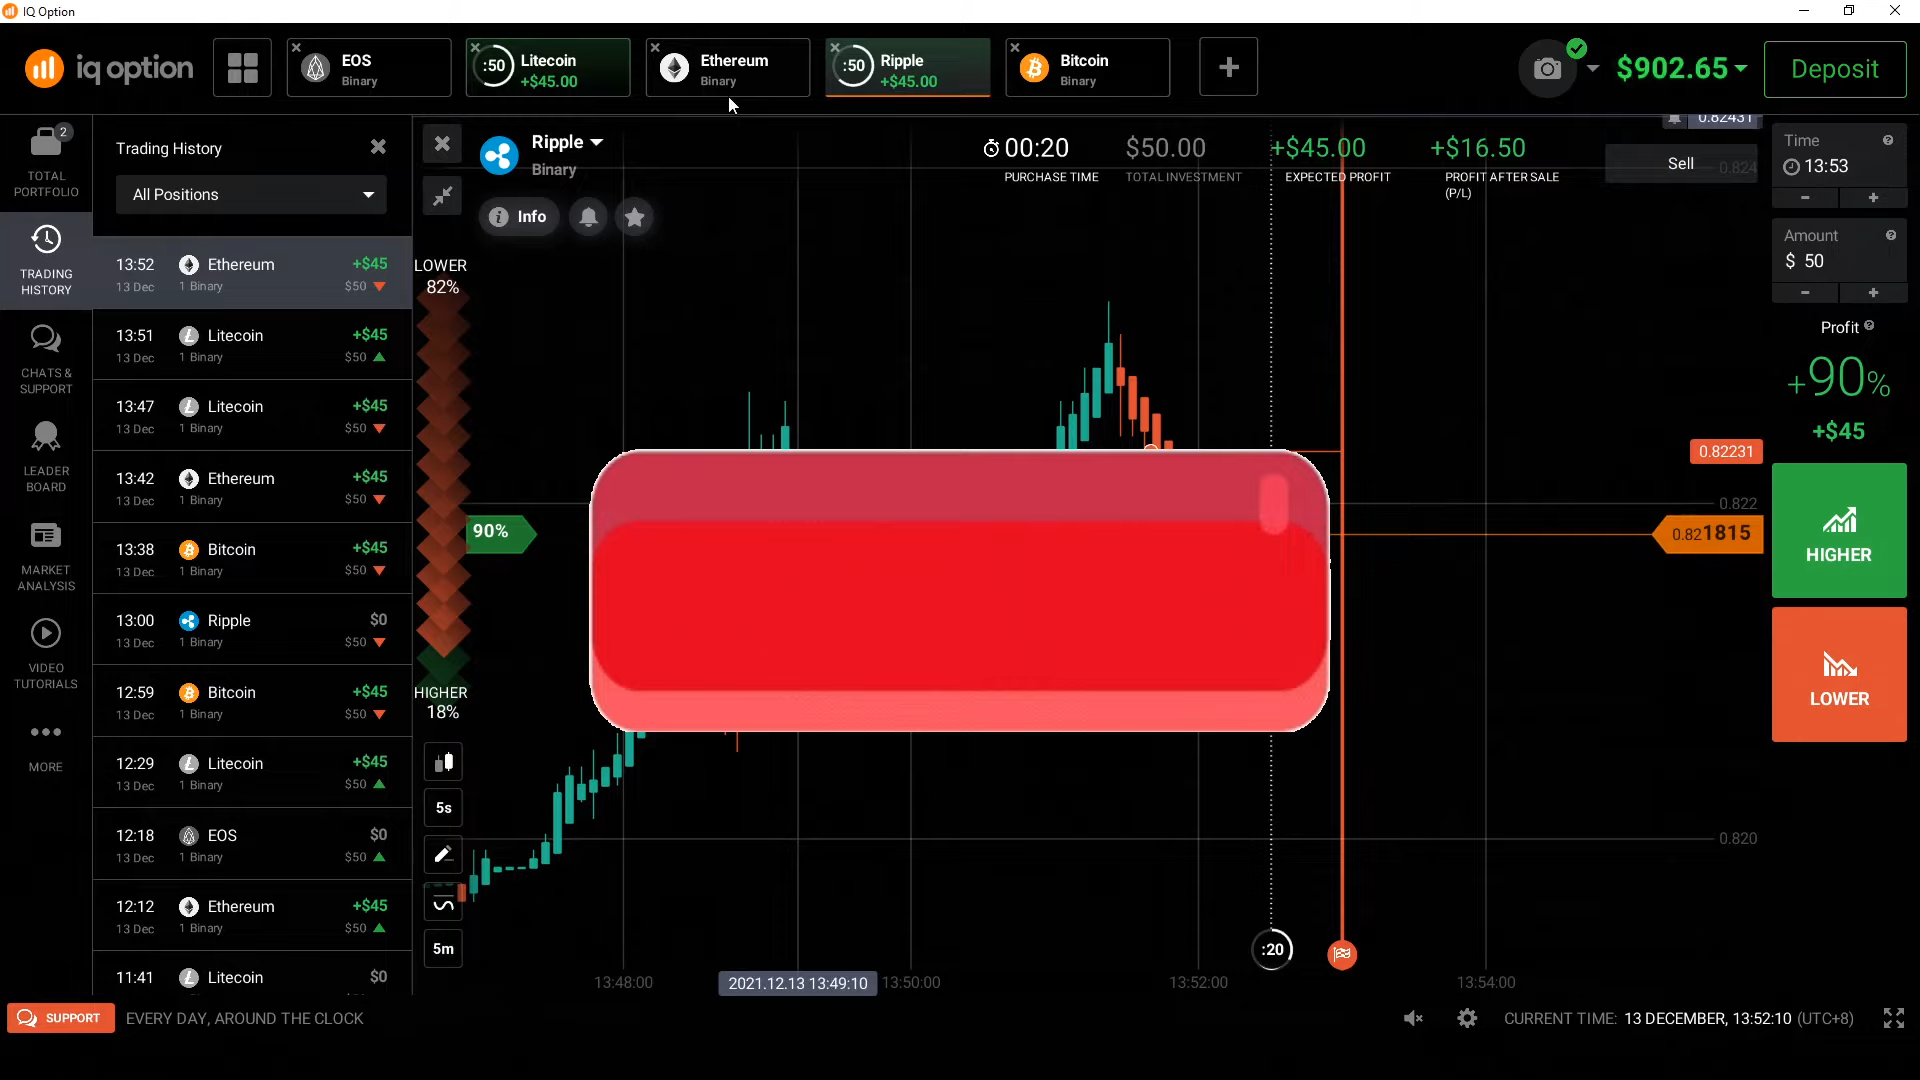 IQ Option
iq option
EOS
Binary
:50
Litecoin
+$45.00
Ethereum
Binary
:50
Ripple
+$45.00
Bitcoin
Binary
+
$902.65
Deposit
2
TOTAL
PORTFOLIO
TRADING
HISTORY
CHATS &
SUPPORT
LEADER
BOARD
MARKET
ANALYSIS
VIDEO
TUTORIALS
MORE
Trading History
All Positions
13:52 Ethereum +$45
13 Dec 1 Binary $50
13:51 Litecoin +$45
13 Dec 1 Binary $50
13:47 Litecoin +$45
13 Dec 1 Binary $50
13:42 Ethereum +$45
13 Dec 1 Binary $50
13:38 Bitcoin +$45
13 Dec 1 Binary $50
13:00 Ripple $0
13 Dec 1 Binary $50
12:59 Bitcoin +$45
13 Dec 1 Binary $50
12:29 Litecoin +$45
13 Dec 1 Binary $50
12:18 EOS $0
13 Dec 1 Binary $50
12:12 Ethereum +$45
13 Dec 1 Binary $50
11:41 Litecoin $0
Ripple
Binary
Info
00:20
PURCHASE TIME
$50.00
TOTAL INVESTMENT
+$45.00
EXPECTED PROFIT
+$16.50
PROFIT AFTER SALE
(P/L)
Sell
0.82431
0.824
LOWER
82%
90%
HIGHER
18%
5s
5m
0.82231
0.822
0.821815
0.820
:20
13:48:00
2021.12.13 13:49:10
13:50:00
13:52:00
13:54:00
Time
13:53
- +
Amount
$ 50
- +
Profit
+90%
+$45
HIGHER
LOWER
SUPPORT
EVERY DAY, AROUND THE CLOCK
CURRENT TIME: 13 DECEMBER, 13:52:10 (UTC+8)